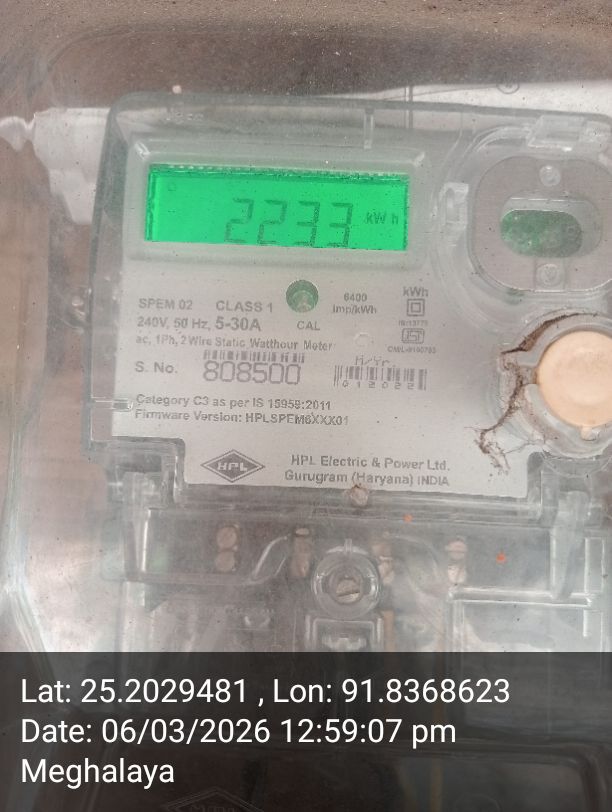 2233 kWh
SPEM 02 CLASS 1 6400 imp/kWh kWh
240V, 50 Hz, 5-30A CAL
ac, 1Ph, 2 Wire Static Watthour Meter
M/Yr
S. No. 808500 012022
Category C3 as per IS 15959:2011
Firmware Version: HPLSPEM6XXX01
HPL
HPL Electric & Power Ltd.
Gurugram (Haryana) INDIA
Lat: 25.2029481 , Lon: 91.8368623
Date: 06/03/2026 12:59:07 pm
Meghalaya